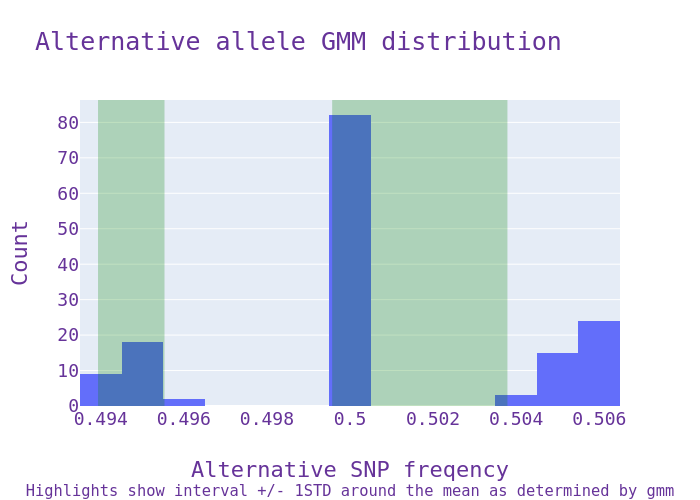 Alternative allele GMM distribution
80
70
60
50
40
30
20
10
0
Count
0.494 0.496 0.498 0.5 0.502 0.504 0.506
Alternative SNP freqency
Highlights show interval +/- 1STD around the mean as determined by gmm